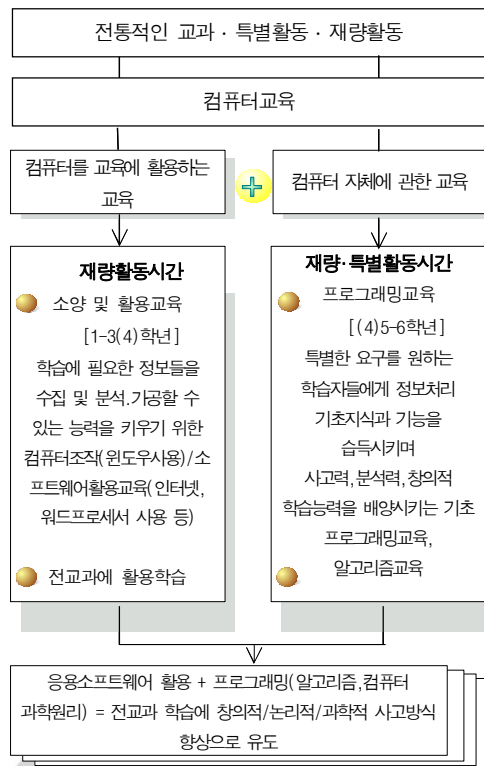 전통적인 교과 · 특별활동 · 재량활동
컴퓨터교육
컴퓨터를 교육에 활용하는
교육
컴퓨터 자체에 관한 교육
재량활동시간
소양 및 활용교육
[1-3(4)학년]
학습에 필요한 정보들을
수집 및 분석.가공할 수
있는 능력을 키우기 위한
컴퓨터조작(윈도우사용)/소
프트웨어활용교육(인터넷,
워드프로세서 사용 등)
전교과에 활용학습
재량·특별활동시간
프로그래밍교육
[(4)5-6학년]
특별한 요구를 원하는
학습자들에게 정보처리
기초지식과 기능을
습득시키며
사고력,분석력,창의적
학습능력을 배양시키는 기초
프로그래밍교육,
알고리즘교육
응용소프트웨어 활용 + 프로그래밍(알고리즘,컴퓨터
과학원리) = 전교과 학습에 창의적/논리적/과학적 사고방식
향상으로 유도